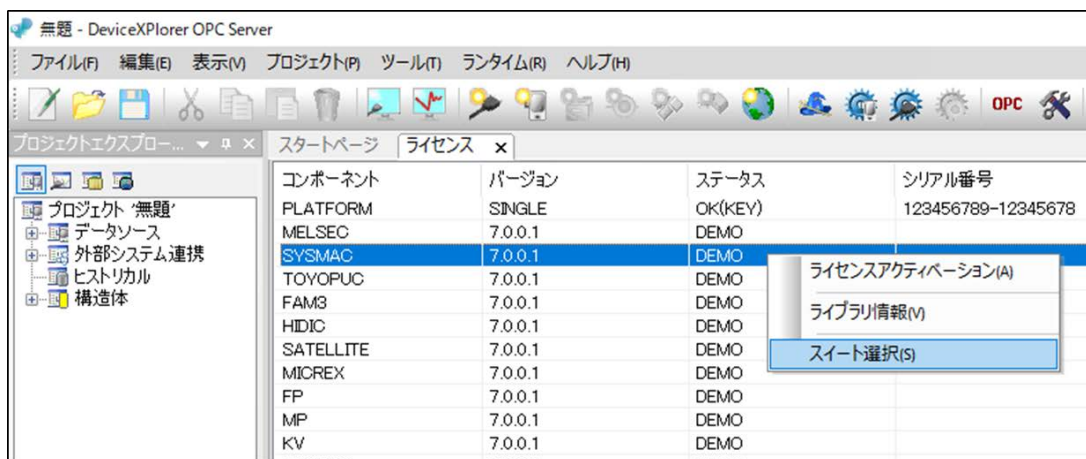 無題 - DeviceXPlorer OPC Server
ファイル(F) 編集(E) 表示(V) プロジェクト(P) ツール(T) ランタイム(R) ヘルプ(H)
OPC
プロジェクトエクスプロー...
スタートページ ライセンス x
コンポーネント バージョン ステータス シリアル番号
プロジェクト '無題'
データソース
外部システム連携
ヒストリカル
構造体
PLATFORM SINGLE OK(KEY) 123456789-12345678
MELSEC 7.0.0.1 DEMO
SYSMAC 7.0.0.1 DEMO
TOYOPUC 7.0.0.1 DEMO
FAM3 7.0.0.1 DEMO
HIDIC 7.0.0.1 DEMO
SATELLITE 7.0.0.1 DEMO
MICREX 7.0.0.1 DEMO
FP 7.0.0.1 DEMO
MP 7.0.0.1 DEMO
KV 7.0.0.1 DEMO
ライセンスアクティベーション(A)
ライブラリ情報(V)
スイート選択(S)